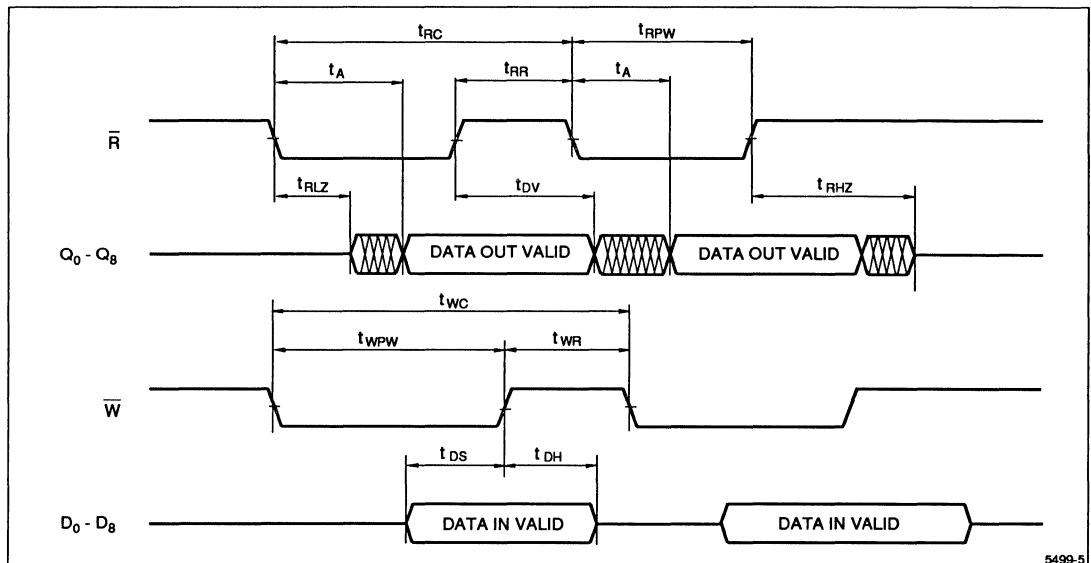 tRC tRPW
tA tRR tA
R̅
tRLZ tDV tRHZ
Q0 - Q8 DATA OUT VALID DATA OUT VALID
tWC
tWPW tWR
W̅
tDS tDH
D0 - D8 DATA IN VALID DATA IN VALID
5499-5